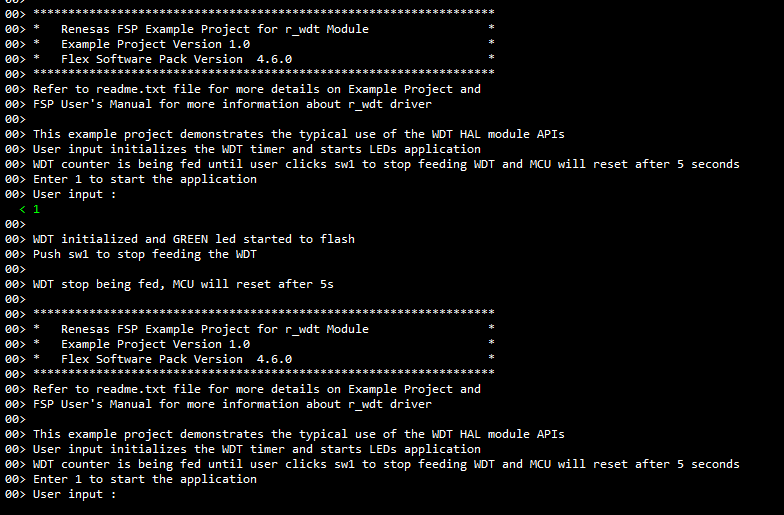 00>
00> ******************************************************************
00> *   Renesas FSP Example Project for r_wdt Module                 *
00> *   Example Project Version 1.0                                  *
00> *   Flex Software Pack Version  4.6.0                            *
00> ******************************************************************
00> Refer to readme.txt file for more details on Example Project and
00> FSP User's Manual for more information about r_wdt driver
00>
00> This example project demonstrates the typical use of the WDT HAL module APIs
00> User input initializes the WDT timer and starts LEDs application
00> WDT counter is being fed until user clicks sw1 to stop feeding WDT and MCU will reset after 5 seconds
00> Enter 1 to start the application
00> User input :
  < 1
00>
00> WDT initialized and GREEN led started to flash
00> Push sw1 to stop feeding the WDT
00>
00> WDT stop being fed, MCU will reset after 5s
00>
00> ******************************************************************
00> *   Renesas FSP Example Project for r_wdt Module                 *
00> *   Example Project Version 1.0                                  *
00> *   Flex Software Pack Version  4.6.0                            *
00> ******************************************************************
00> Refer to readme.txt file for more details on Example Project and
00> FSP User's Manual for more information about r_wdt driver
00>
00> This example project demonstrates the typical use of the WDT HAL module APIs
00> User input initializes the WDT timer and starts LEDs application
00> WDT counter is being fed until user clicks sw1 to stop feeding WDT and MCU will reset after 5 seconds
00> Enter 1 to start the application
00> User input :